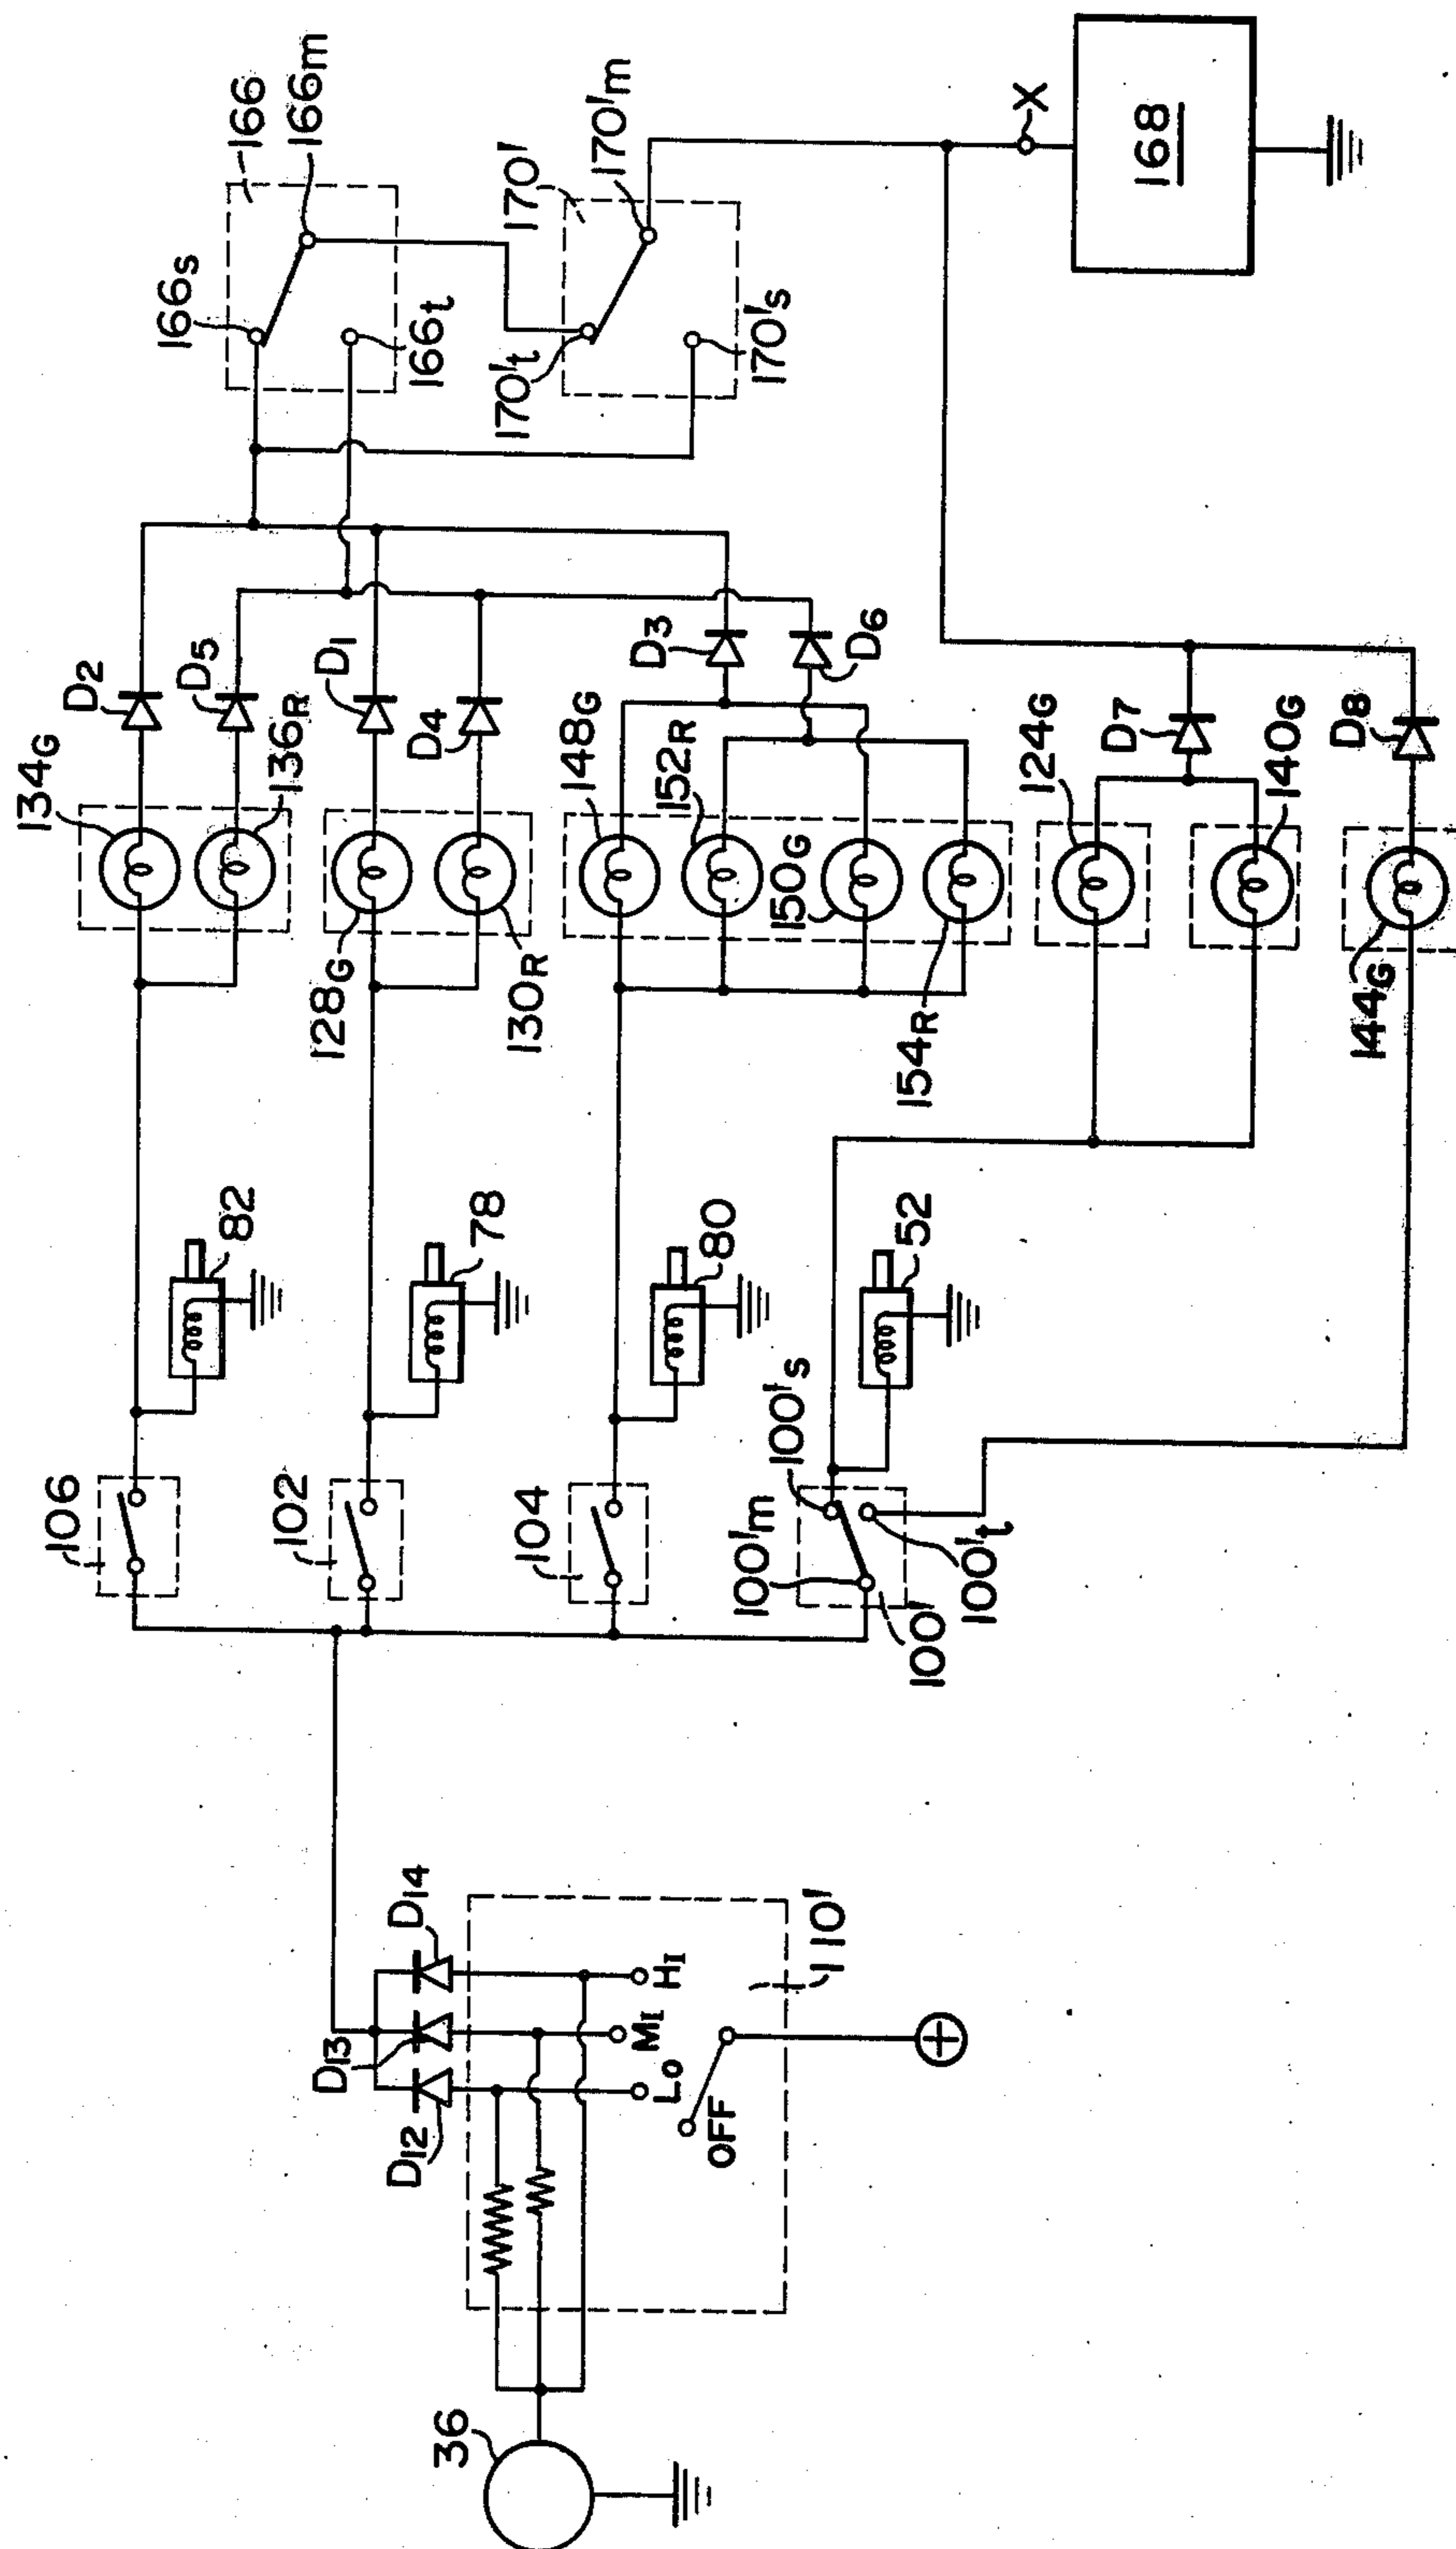 166
166m
166s
166t
170'
170'm
170't
170's
X
168
D2
D5
D1
D4
D3
D6
D7
D8
134G
136R
128G
130R
148G
152R
150G
154R
124G
140G
144G
82
78
80
52
106
102
104
100'm
100's
100't
100'
D14
D13
D12
HI
MI
LO
OFF
110'
+
36